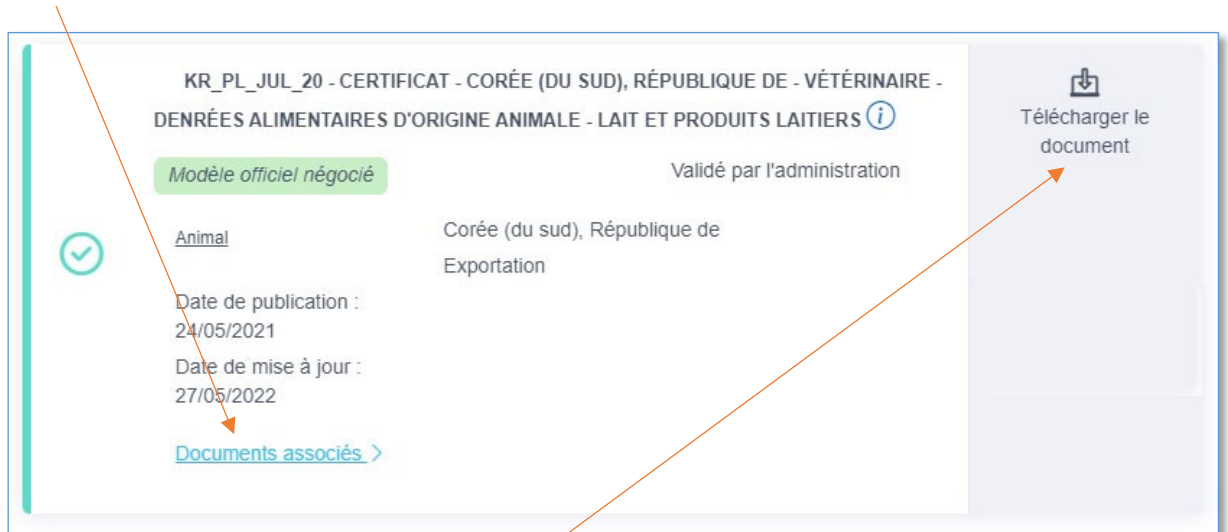 KR_PL_JUL_20 - CERTIFICAT - CORÉE (DU SUD), RÉPUBLIQUE DE - VÉTÉRINAIRE -
DENRÉES ALIMENTAIRES D'ORIGINE ANIMALE - LAIT ET PRODUITS LAITIERS
Modèle officiel négocié
Validé par l'administration
Animal
Corée (du sud), République de
Exportation
Date de publication :
24/05/2021
Date de mise à jour :
27/05/2022
Documents associés >
Télécharger le
document